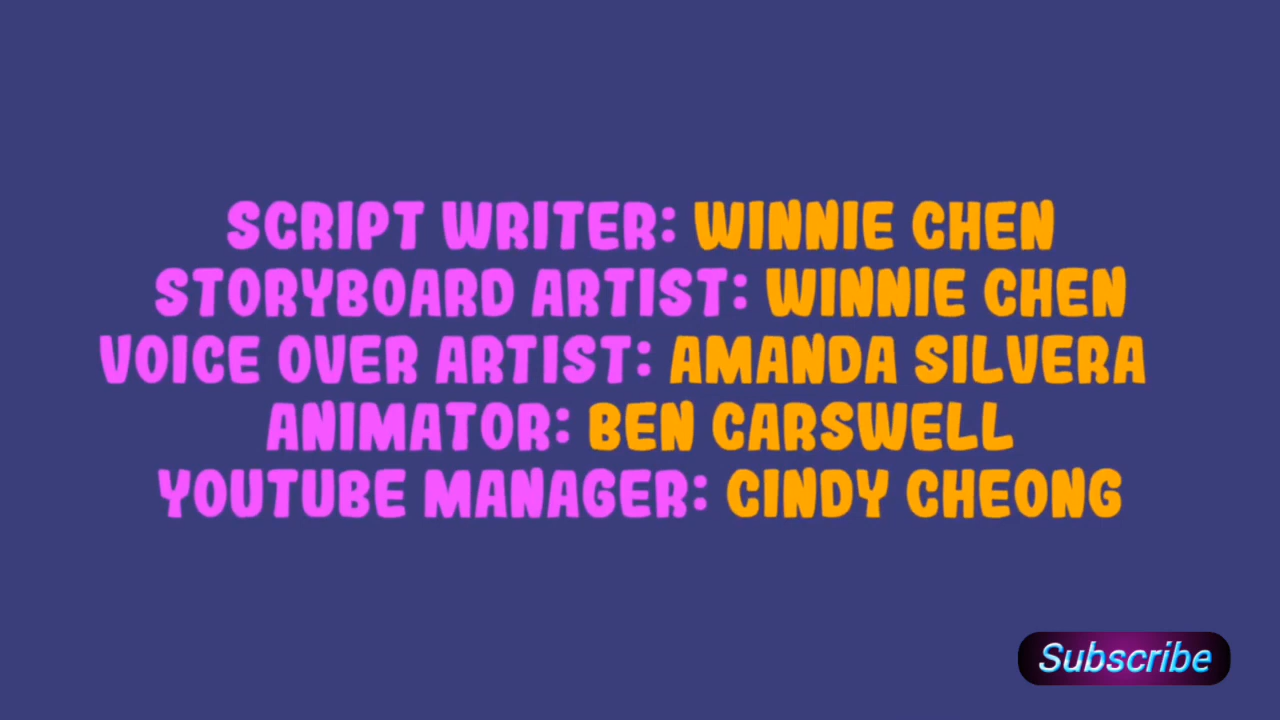 SCRIPT WRITER: WINNIE CHEN
STORYBOARD ARTIST: WINNIE CHEN
VOICE OVER ARTIST: AMANDA SILVERA
ANIMATOR: BEN CARSWELL
YOUTUBE MANAGER: CINDY CHEONG
Subscribe